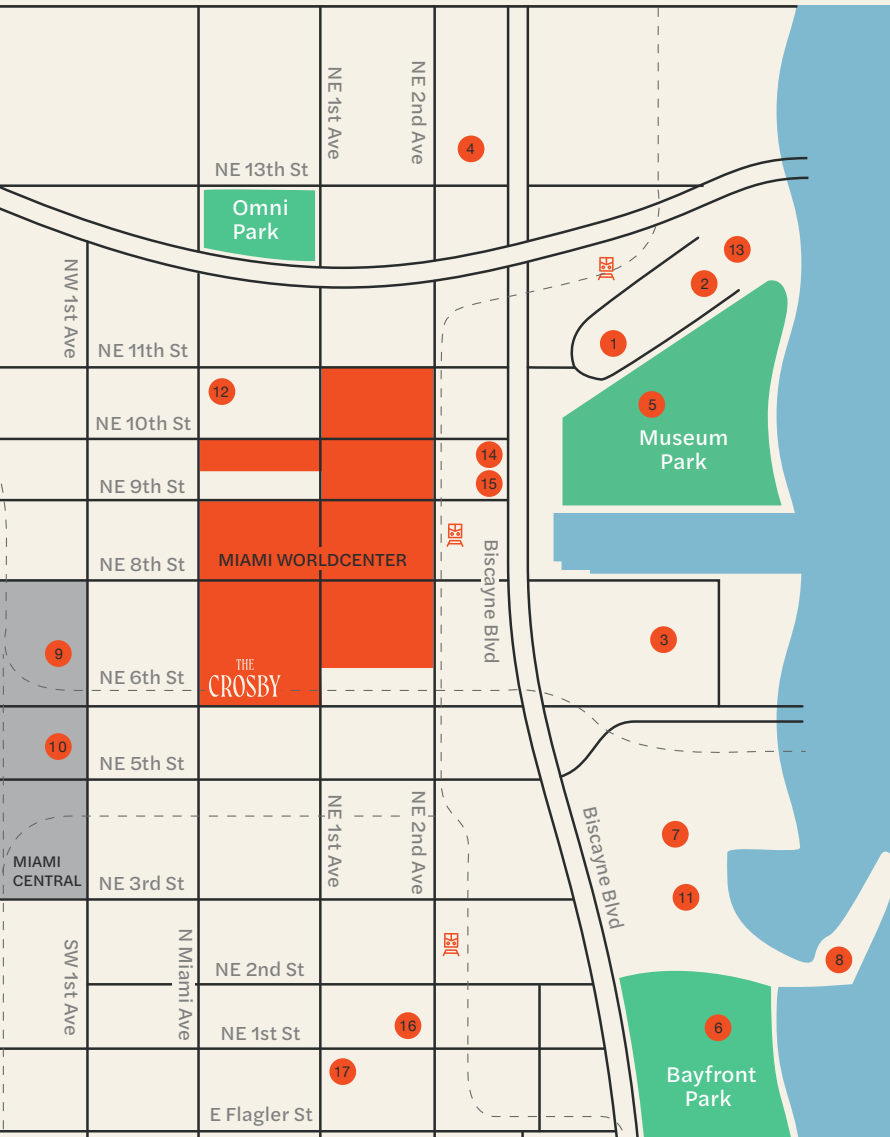 NE 1st Ave
NE 2nd Ave
4
NE 13th St
Omni
Park
13
NW 1st Ave
2
1
NE 11th St
12
5
NE 10th St
Museum
Park
14
15
NE 9th St
MIAMI WORLDCENTER
NE 8th St
Biscayne Blvd
3
9
THE
CROSBY
NE 6th St
10
NE 5th St
NE 1st Ave
NE 2nd Ave
Biscayne Blvd
7
MIAMI
CENTRAL
NE 3rd St
11
SW 1st Ave
N Miami Ave
NE 2nd St
8
16
6
NE 1st St
17
Bayfront
Park
E Flagler St